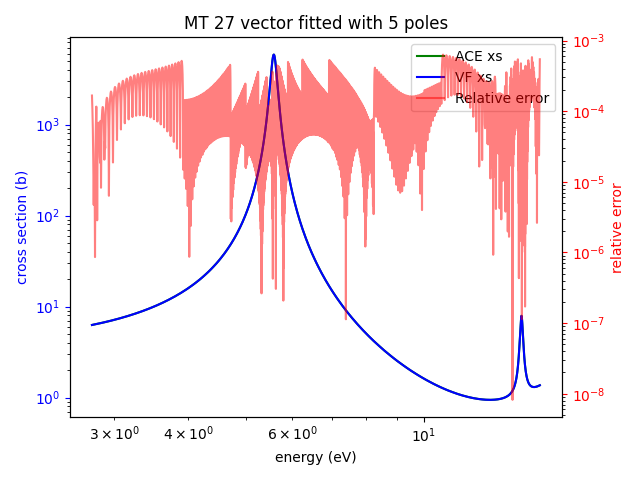 MT 27 vector fitted with 5 poles
ACE xs
VF xs
Relative error
cross section (b)
10³
10²
10¹
10⁰
10⁻³
10⁻⁴
10⁻⁵
10⁻⁶
10⁻⁷
10⁻⁸
relative error
3 × 10⁰ 4 × 10⁰ 6 × 10⁰ 10¹
energy (eV)